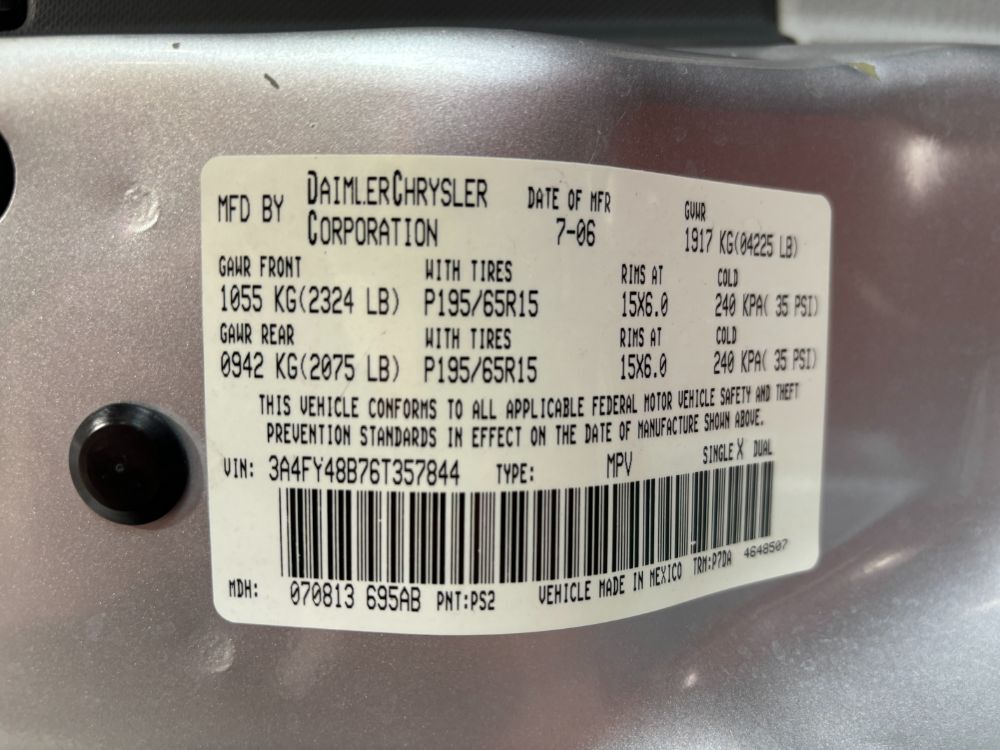 MFD BY DAIMLERCHRYSLER CORPORATION DATE OF MFR 7-06 GVWR 1917 KG(04225 LB)
GAWR FRONT WITH TIRES RIMS AT COLD
1055 KG(2324 LB) P195/65R15 15X6.0 240 KPA( 35 PSI)
GAWR REAR WITH TIRES RIMS AT COLD
0942 KG(2075 LB) P195/65R15 15X6.0 240 KPA( 35 PSI)
THIS VEHICLE CONFORMS TO ALL APPLICABLE FEDERAL MOTOR VEHICLE SAFETY AND THEFT
PREVENTION STANDARDS IN EFFECT ON THE DATE OF MANUFACTURE SHOWN ABOVE.
VIN: 3A4FY48B76T357844 TYPE: MPV SINGLE X DUAL
MDH: 070813 695AB PNT:PS2 VEHICLE MADE IN MEXICO TRM:P7DA 4648507